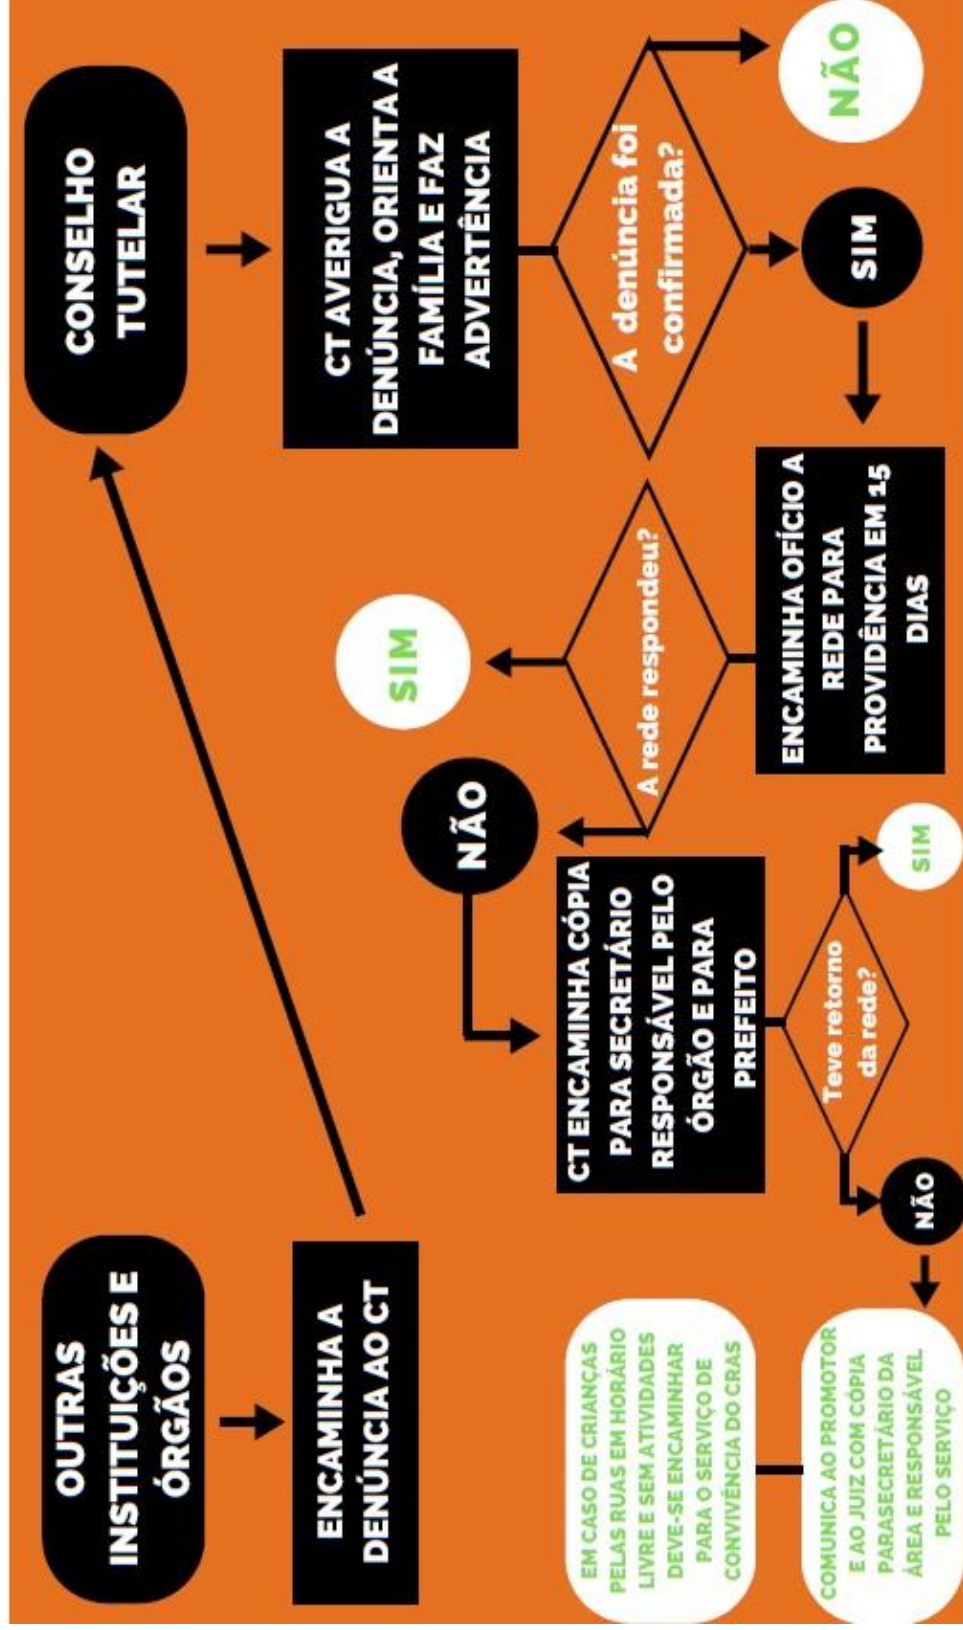 OUTRAS
INSTITUIÇÕES E
ÓRGÃOS
ENCAMINHA A
DENÚNCIA AO CT
CONSELHO
TUTELAR
CT AVERIGUA A
DENÚNCIA, ORIENTA A
FAMÍLIA E FAZ
ADVERTÊNCIA
A denúncia foi
confirmada?
NÃO
SIM
ENCAMINHA OFÍCIO A
REDE PARA
PROVIDÊNCIA EM 15
DIAS
A rede respondeu?
SIM
NÃO
CT ENCAMINHA CÓPIA
PARA SECRETÁRIO
RESPONSÁVEL PELO
ÓRGÃO E PARA
PREFEITO
Teve retorno
da rede?
SIM
NÃO
EM CASO DE CRIANÇAS
PELAS RUAS EM HORÁRIO
LIVRE E SEM ATIVIDADES
DEVE-SE ENCAMINHAR
PARA O SERVIÇO DE
CONVIVÊNCIA DO CRAS
COMUNICA AO PROMOTOR
E AO JUIZ COM CÓPIA
PARASECRETÁRIO DA
ÁREA E RESPONSÁVEL
PELO SERVIÇO